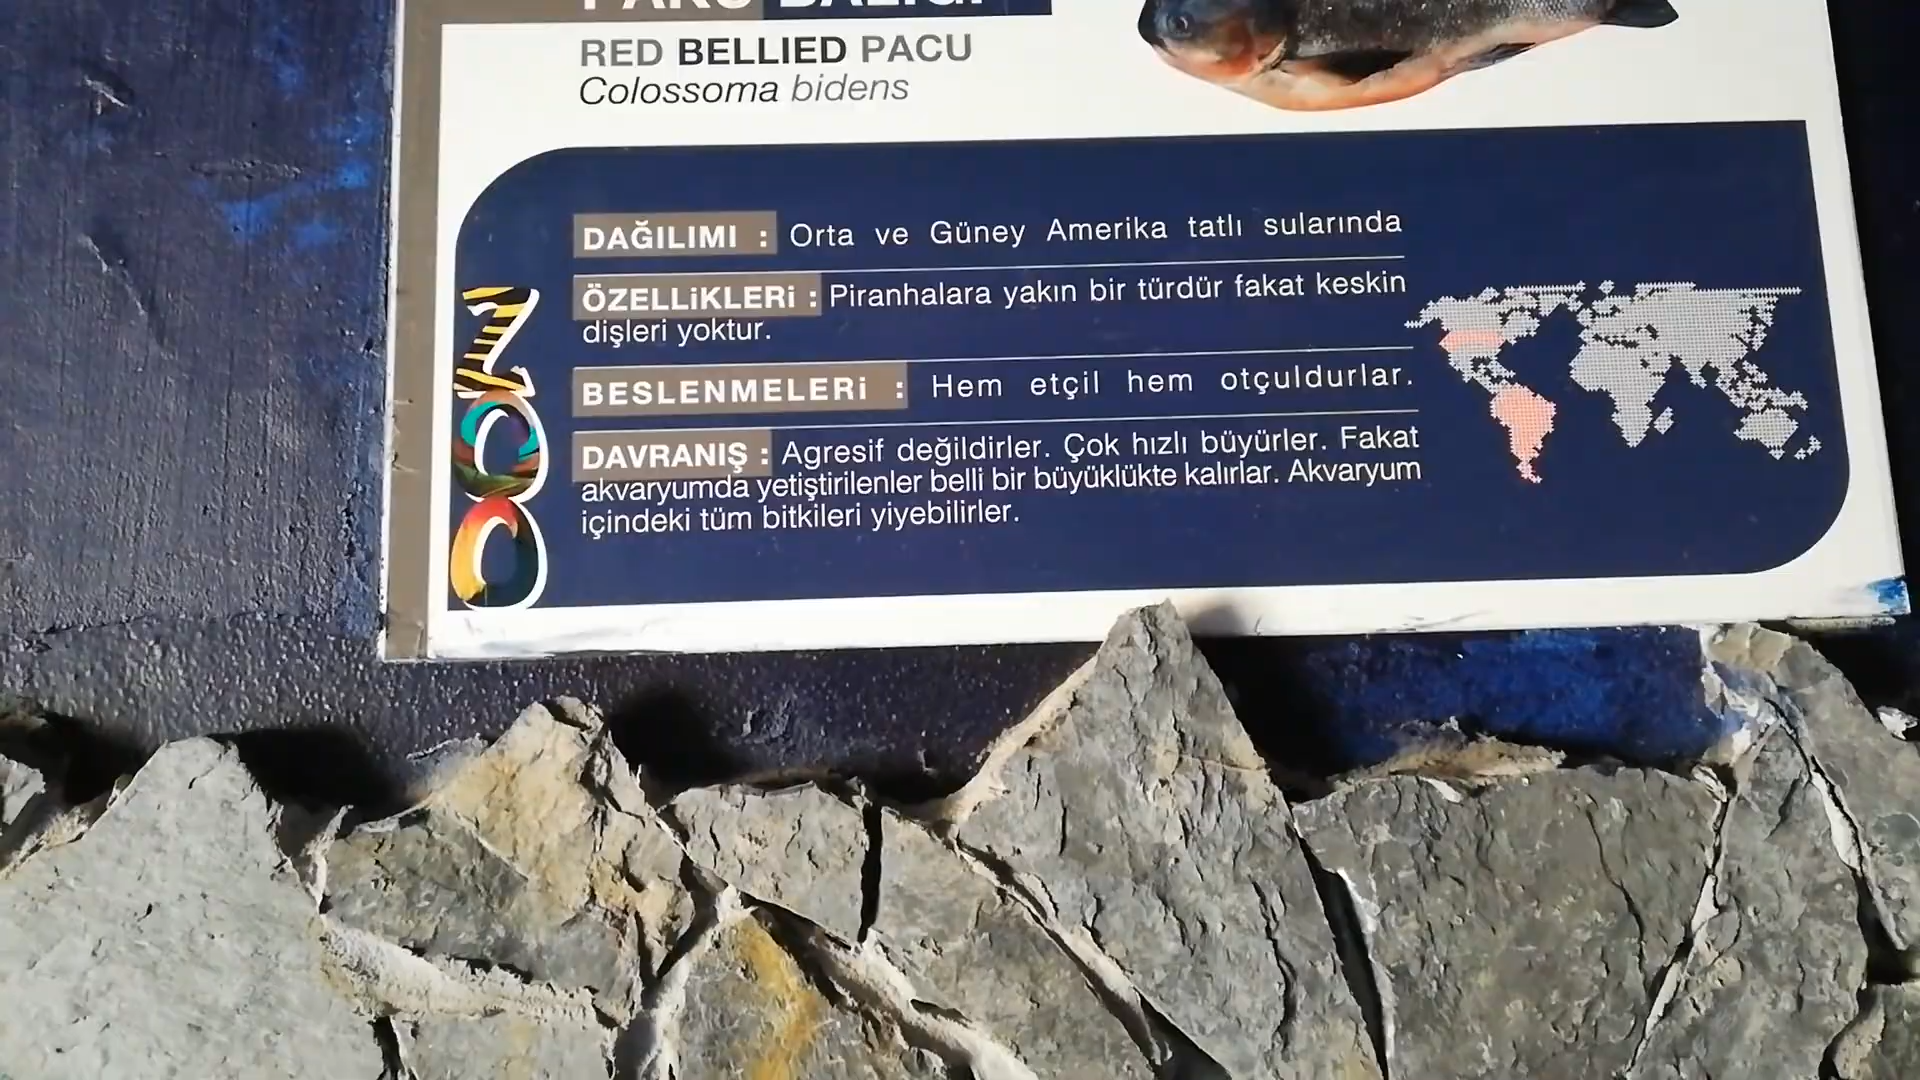 PAKU BALIĞI
RED BELLIED PACU
Colossoma bidens
DAĞILIMI : Orta ve Güney Amerika tatlı sularında
ÖZELLiKLERi : Piranhalara yakın bir türdür fakat keskin
dişleri yoktur.
BESLENMELERi : Hem etçil hem otçuldurlar.
DAVRANIŞ : Agresif değildirler. Çok hızlı büyürler. Fakat
akvaryumda yetiştirilenler belli bir büyüklükte kalırlar. Akvaryum
içindeki tüm bitkileri yiyebilirler.
ZOO